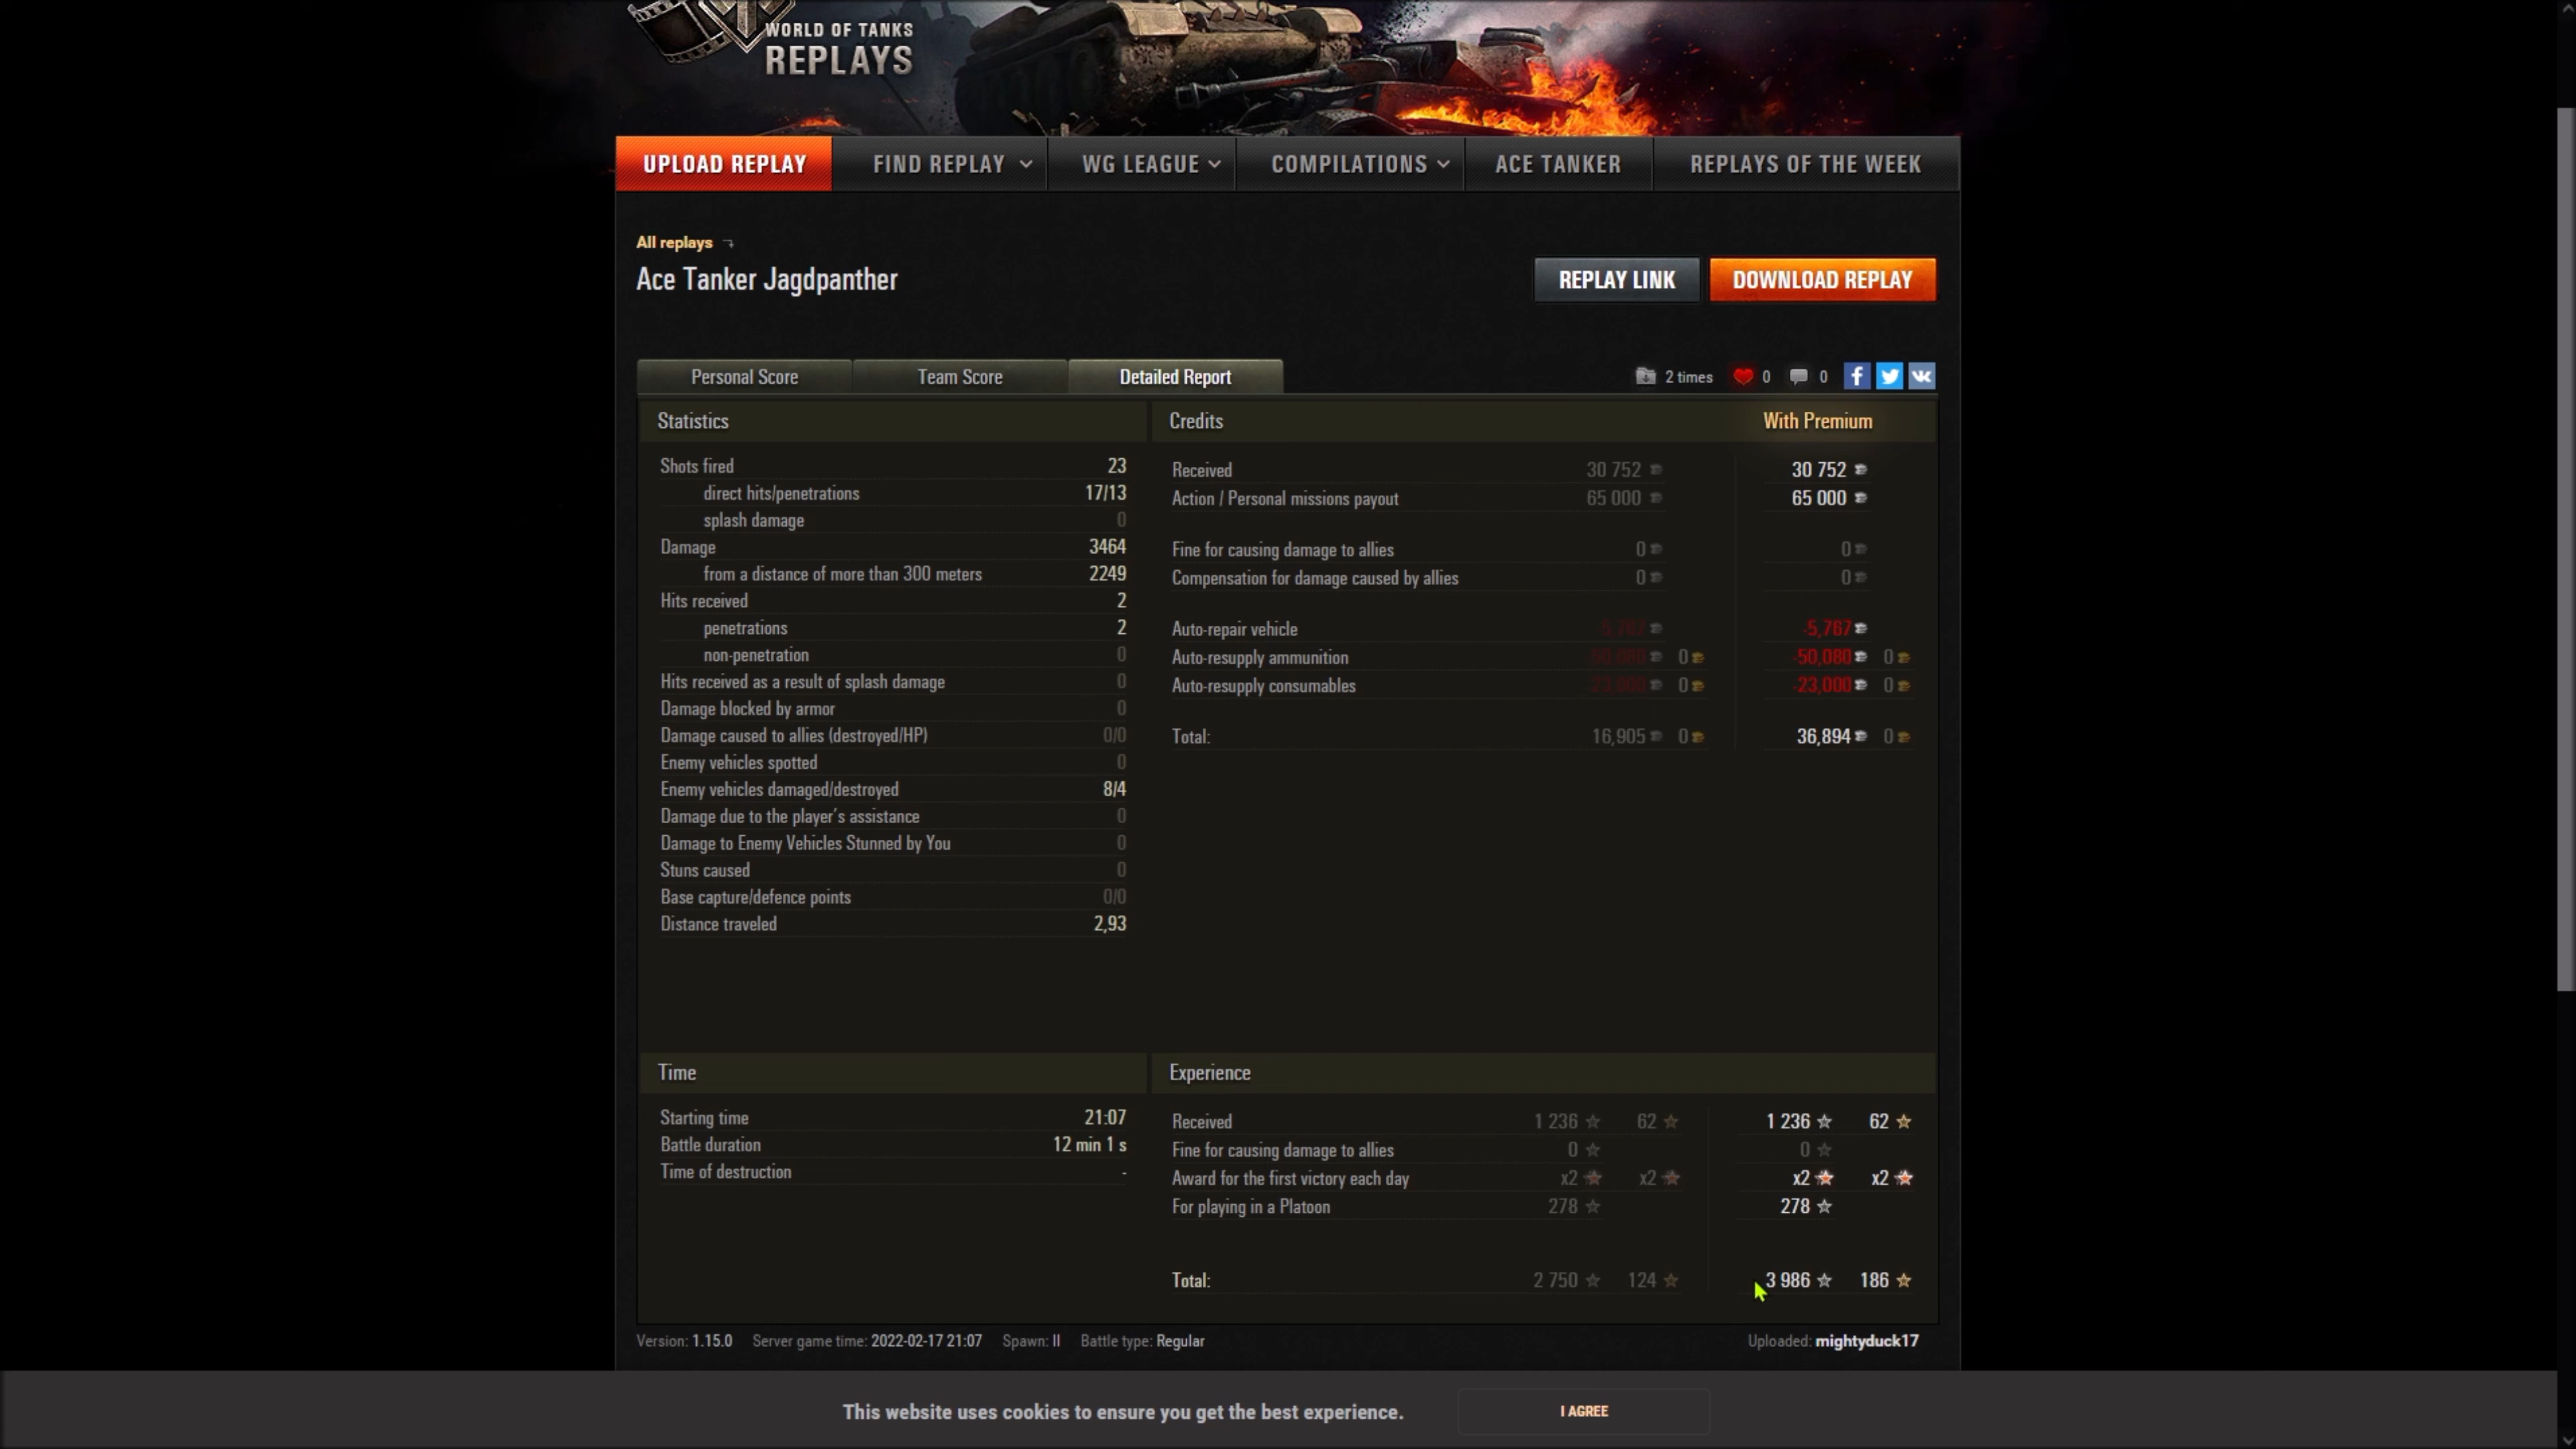 WORLD OF TANKS
REPLAYS
UPLOAD REPLAY FIND REPLAY WG LEAGUE COMPILATIONS ACE TANKER REPLAYS OF THE WEEK
All replays
Ace Tanker Jagdpanther
REPLAY LINK DOWNLOAD REPLAY
Personal Score Team Score Detailed Report 2 times 0 0
Statistics Credits With Premium
Shots fired 23
direct hits/penetrations 17/13
splash damage 0
Damage 3464
from a distance of more than 300 meters 2249
Hits received 2
penetrations 2
non-penetration 0
Hits received as a result of splash damage 0
Damage blocked by armor 0
Damage caused to allies (destroyed/HP) 0/0
Enemy vehicles spotted 0
Enemy vehicles damaged/destroyed 8/4
Damage due to the player's assistance 0
Damage to Enemy Vehicles Stunned by You 0
Stuns caused 0
Base capture/defence points 0/0
Distance traveled 2,93
Received 30 752 30 752
Action / Personal missions payout 65 000 65 000
Fine for causing damage to allies 0 0
Compensation for damage caused by allies 0 0
Auto-repair vehicle -5,767 -5,767
Auto-resupply ammunition -50,080 0 -50,080 0
Auto-resupply consumables -23,000 0 -23,000 0
Total: 16,905 0 36,894 0
Time
Starting time 21:07
Battle duration 12 min 1 s
Time of destruction -
Experience
Received 1 236 62 1 236 62
Fine for causing damage to allies 0 0
Award for the first victory each day x2 x2 x2 x2
For playing in a Platoon 278 278
Total: 2 750 124 3 986 186
Version: 1.15.0 Server game time: 2022-02-17 21:07 Spawn: II Battle type: Regular Uploaded: mightyduck17
This website uses cookies to ensure you get the best experience. I AGREE